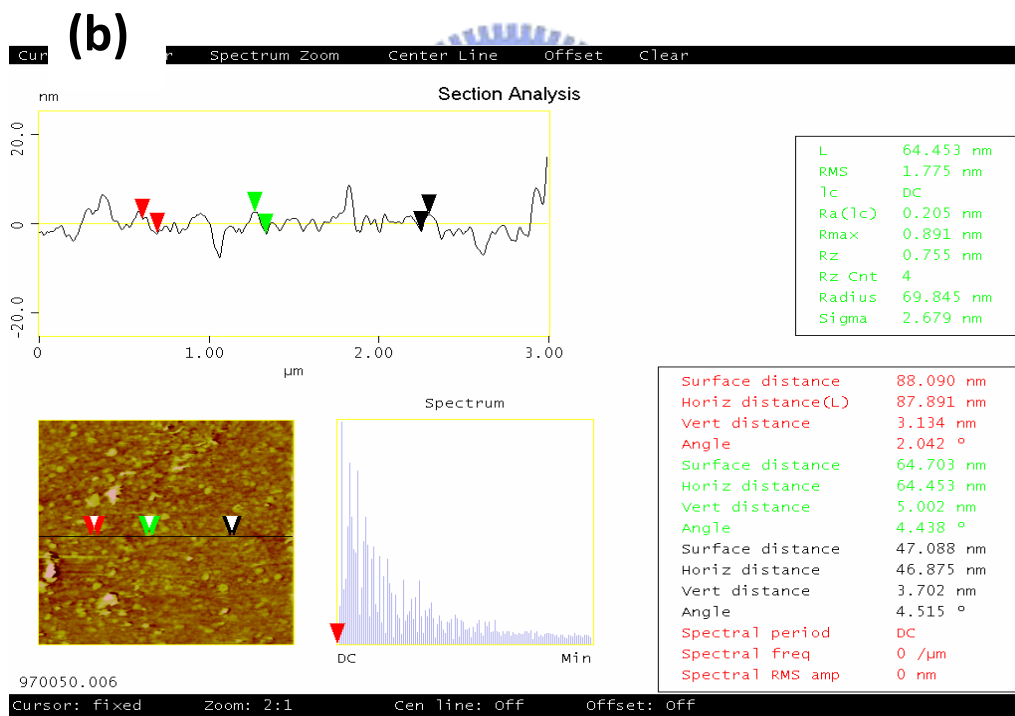 (b)
Cur r Spectrum Zoom Center Line Offset Clear
Section Analysis
nm
20.0
0
-20.0
0 1.00 2.00 3.00
µm
L 64.453 nm
RMS 1.775 nm
lc DC
Ra(lc) 0.205 nm
Rmax 0.891 nm
Rz 0.755 nm
Rz Cnt 4
Radius 69.845 nm
Sigma 2.679 nm
Spectrum
DC Min
Surface distance 88.090 nm
Horiz distance(L) 87.891 nm
Vert distance 3.134 nm
Angle 2.042 °
Surface distance 64.703 nm
Horiz distance 64.453 nm
Vert distance 5.002 nm
Angle 4.438 °
Surface distance 47.088 nm
Horiz distance 46.875 nm
Vert distance 3.702 nm
Angle 4.515 °
Spectral period DC
Spectral freq 0 /µm
Spectral RMS amp 0 nm
970050.006
Cursor: fixed Zoom: 2:1 Cen line: Off Offset: Off